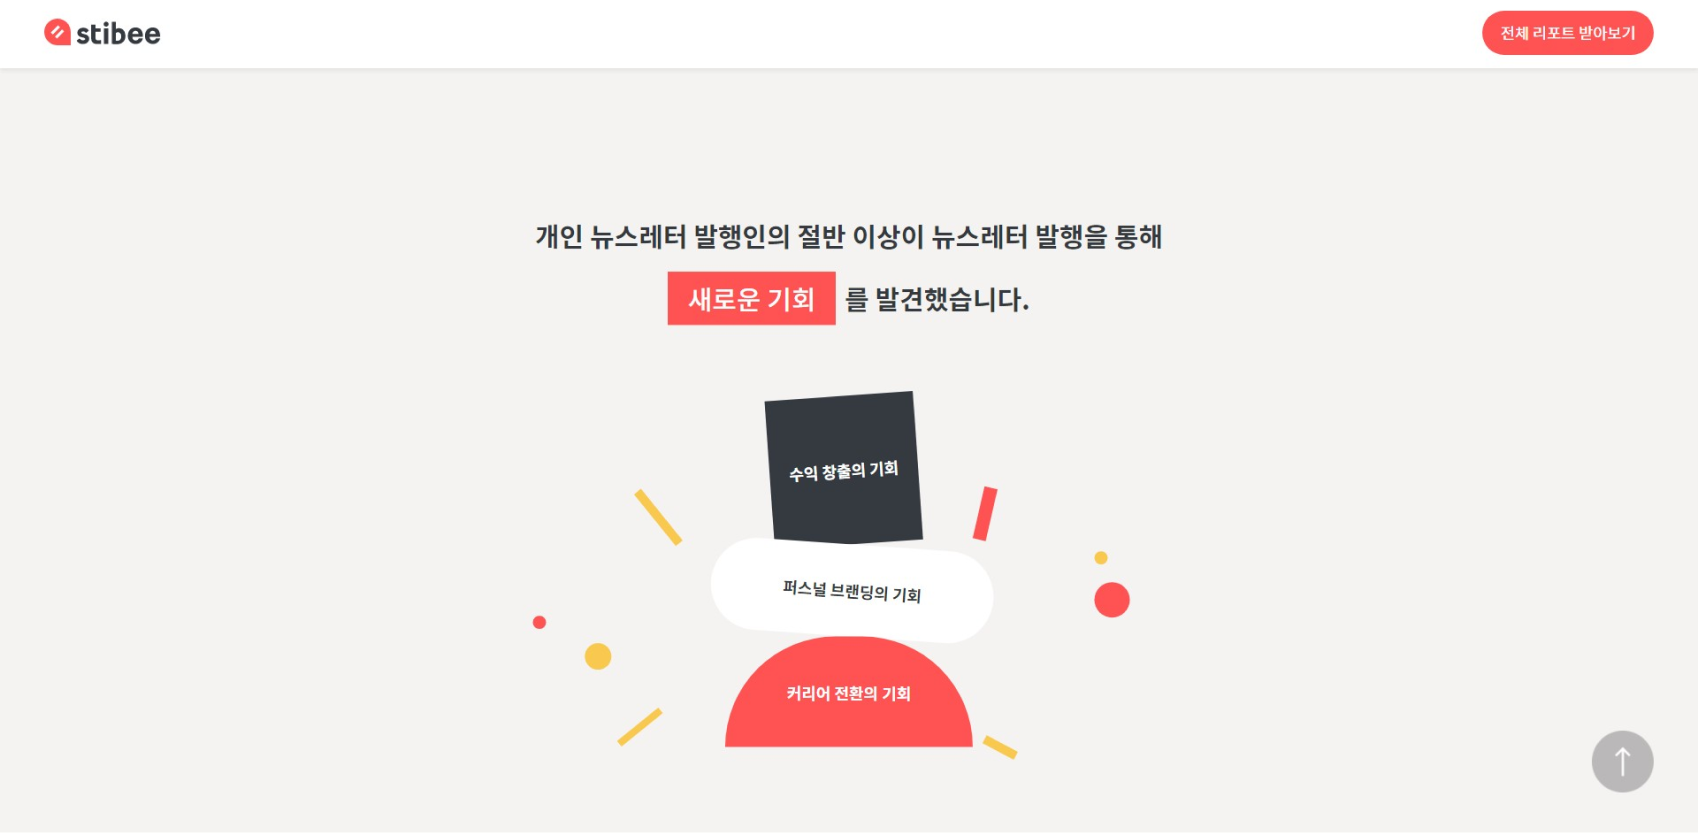 stibee
전체 리포트 받아보기
개인 뉴스레터 발행인의 절반 이상이 뉴스레터 발행을 통해
새로운 기회 를 발견했습니다.
수익 창출의 기회
퍼스널 브랜딩의 기회
커리어 전환의 기회